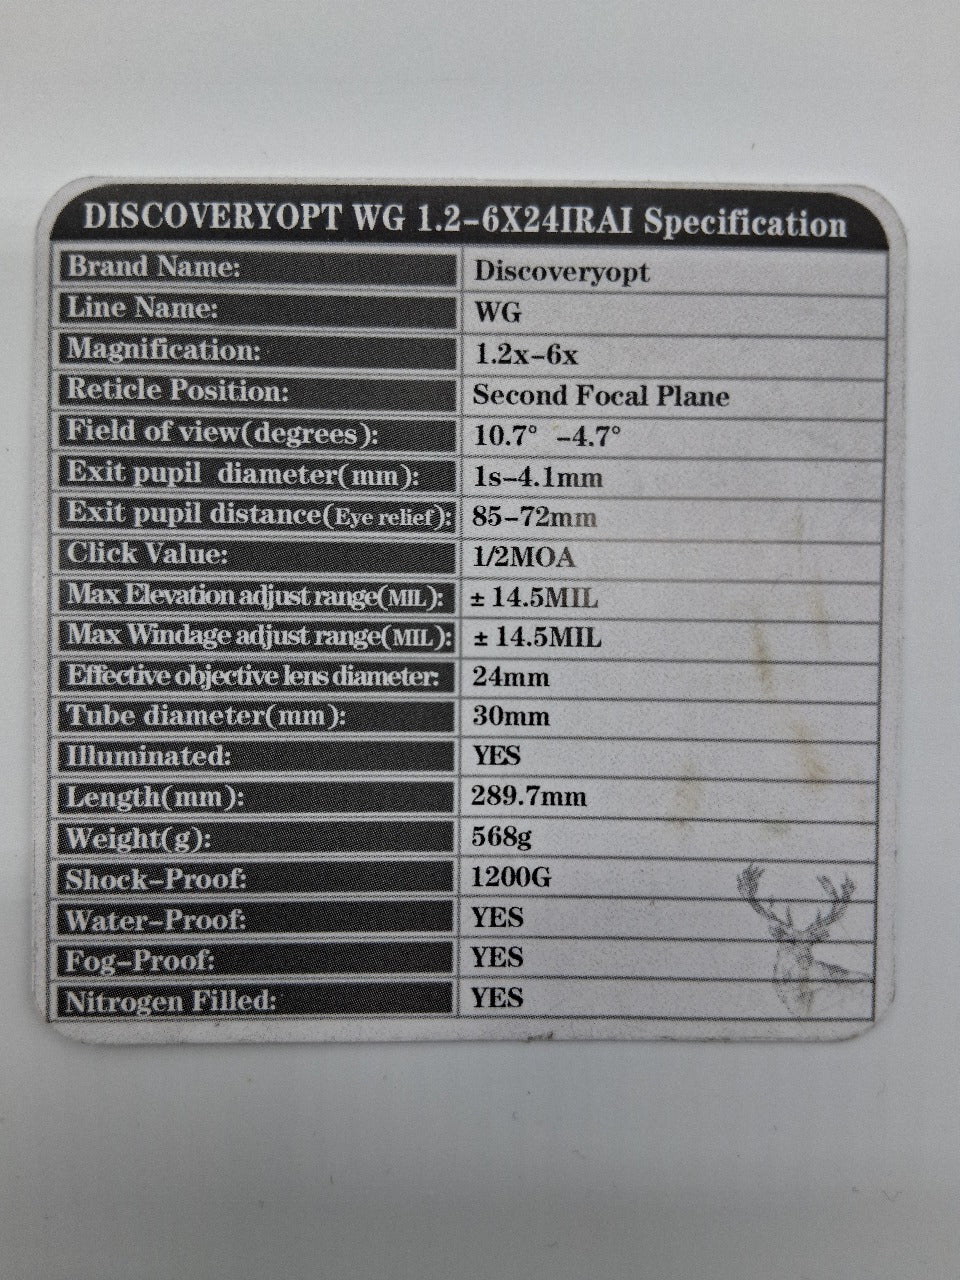 DISCOVERYOPT WG 1.2-6X24IRAI Specification
Brand Name: Discoveryopt
Line Name: WG
Magnification: 1.2x-6x
Reticle Position: Second Focal Plane
Field of view(degrees): 10.7° -4.7°
Exit pupil diameter(mm): 1s-4.1mm
Exit pupil distance(Eye relief): 85-72mm
Click Value: 1/2MOA
Max Elevation adjust range(MIL): ± 14.5MIL
Max Windage adjust range(MIL): ± 14.5MIL
Effective objective lens diameter: 24mm
Tube diameter(mm): 30mm
Illuminated: YES
Length(mm): 289.7mm
Weight(g): 568g
Shock-Proof: 1200G
Water-Proof: YES
Fog-Proof: YES
Nitrogen Filled: YES